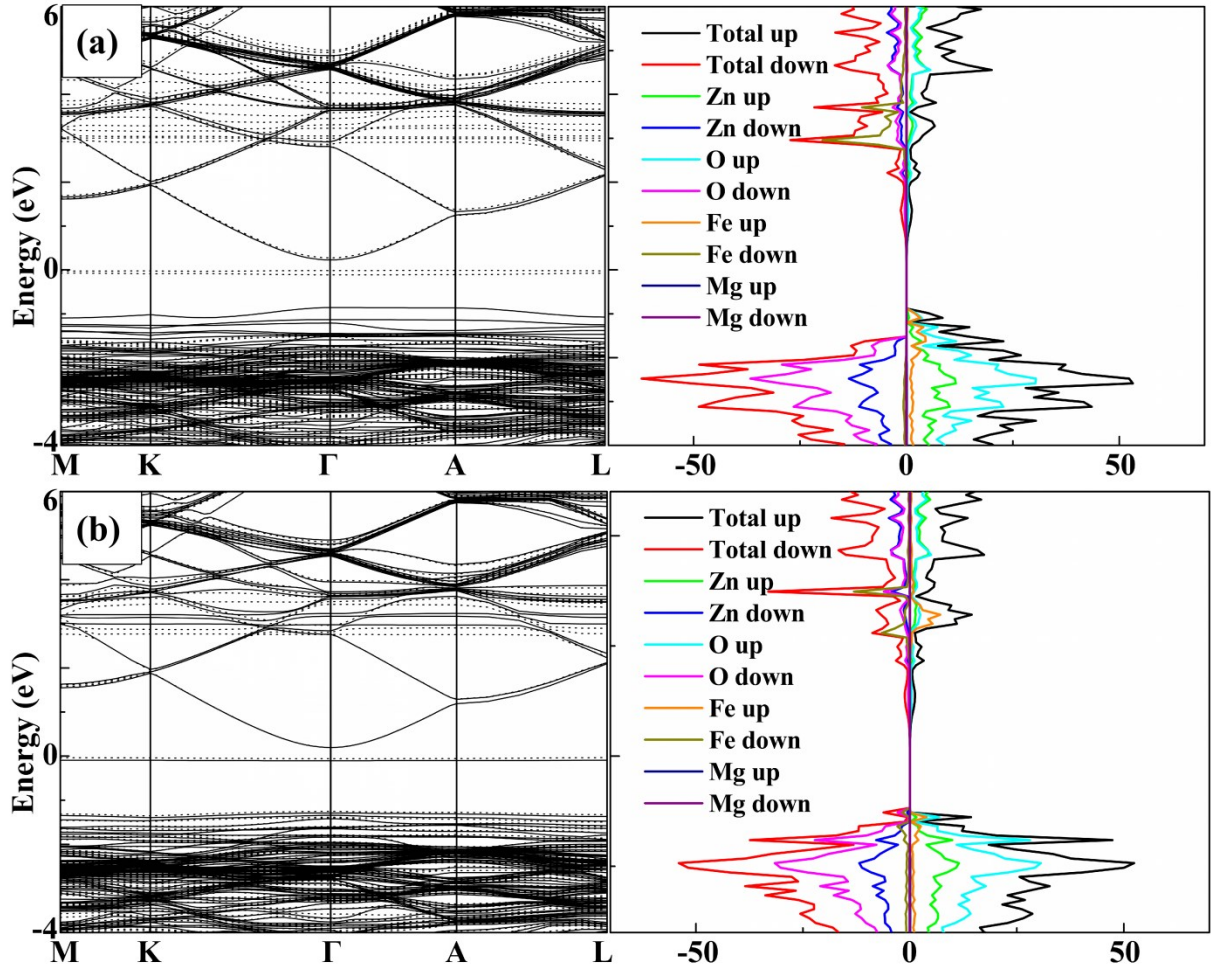 6
(a)
Energy (eV)
0
-4
M K Γ A L
Total up
Total down
Zn up
Zn down
O up
O down
Fe up
Fe down
Mg up
Mg down
-50 0 50
6
(b)
Energy (eV)
0
-4
M K Γ A L
Total up
Total down
Zn up
Zn down
O up
O down
Fe up
Fe down
Mg up
Mg down
-50 0 50